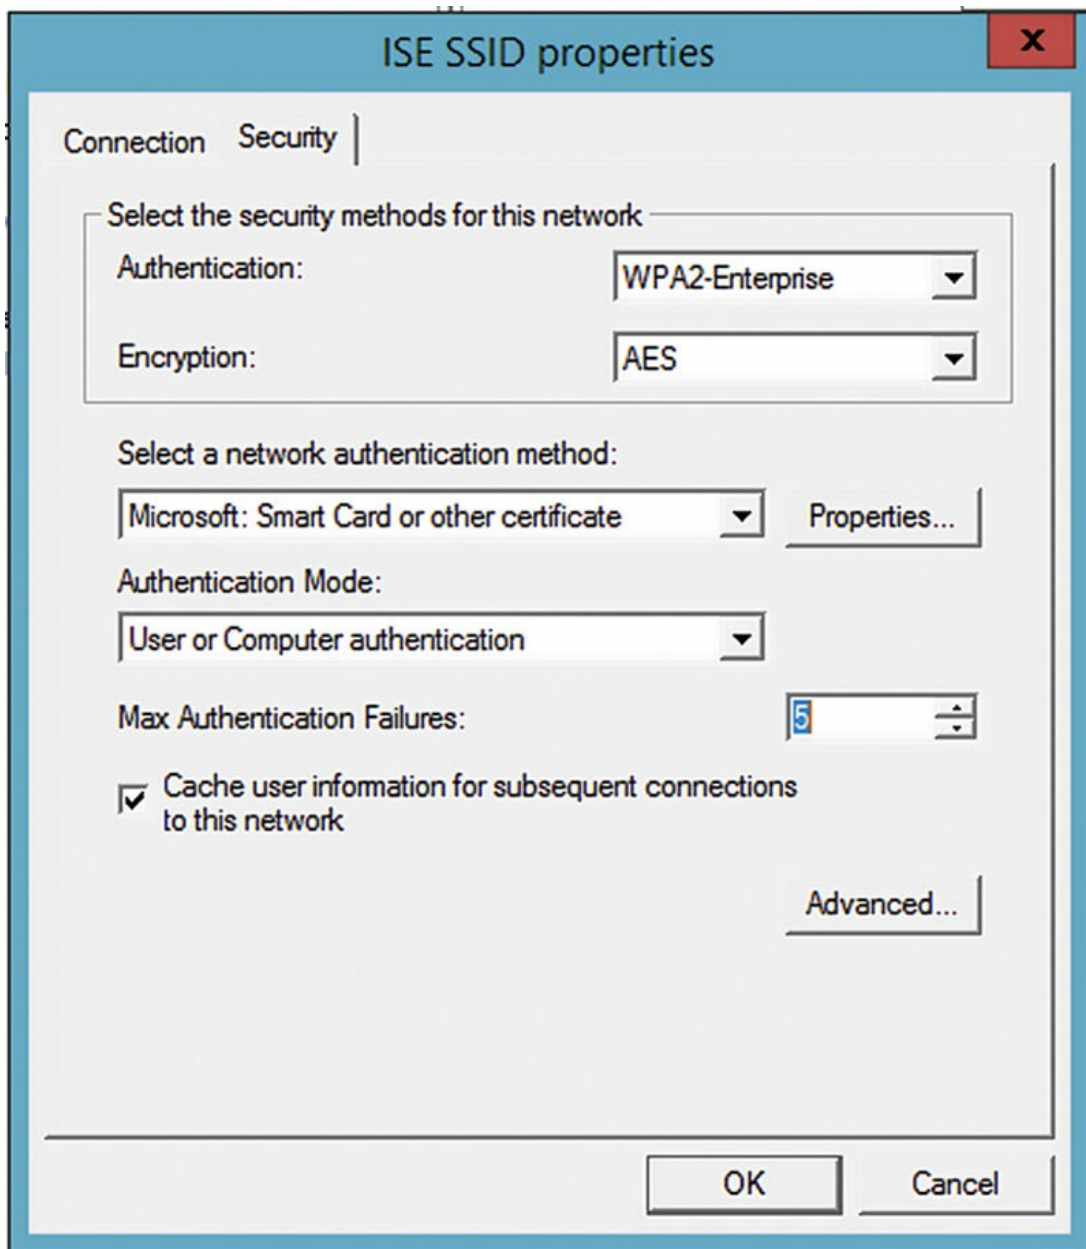 ISE SSID properties
x
Connection
Security
Select the security methods for this network
Authentication:
WPA2-Enterprise
Encryption:
AES
Select a network authentication method:
Microsoft: Smart Card or other certificate
Properties...
Authentication Mode:
User or Computer authentication
Max Authentication Failures:
5
Cache user information for subsequent connections
to this network
Advanced...
OK
Cancel